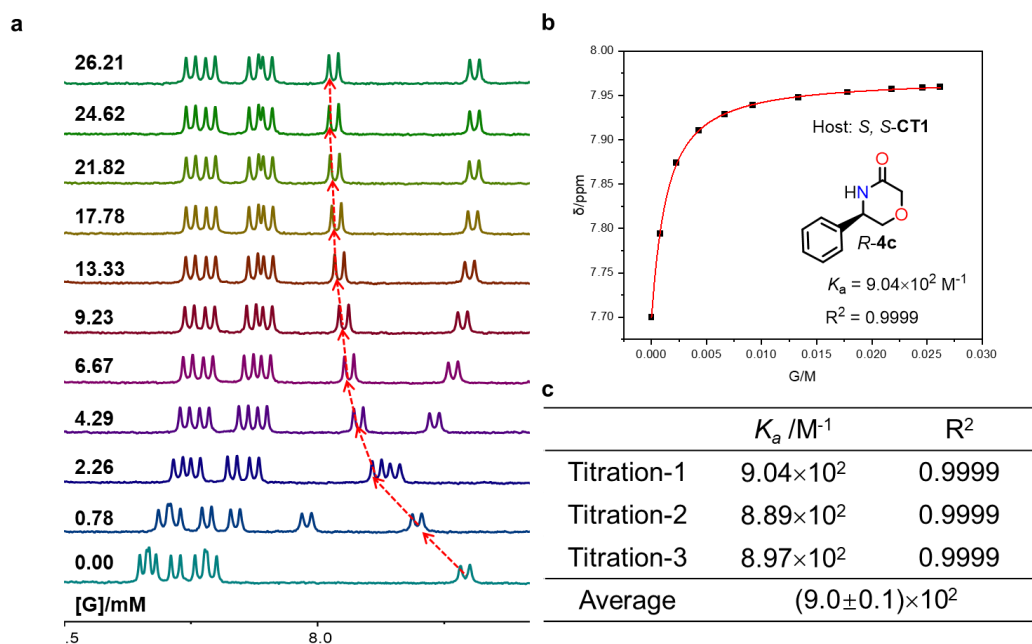 a
26.21
24.62
21.82
17.78
13.33
9.23
6.67
4.29
2.26
0.78
0.00
[G]/mM
.5
8.0
b
8.00
7.95
7.90
7.85
7.80
7.75
7.70
δ/ppm
Host: S, S-CT1
O
HN
O
R-4c
Kₐ = 9.04×10² M⁻¹
R² = 0.9999
0.000 0.005 0.010 0.015 0.020 0.025 0.030
G/M
c
Kₐ /M⁻¹ R²
Titration-1 9.04×10² 0.9999
Titration-2 8.89×10² 0.9999
Titration-3 8.97×10² 0.9999
Average (9.0±0.1)×10²